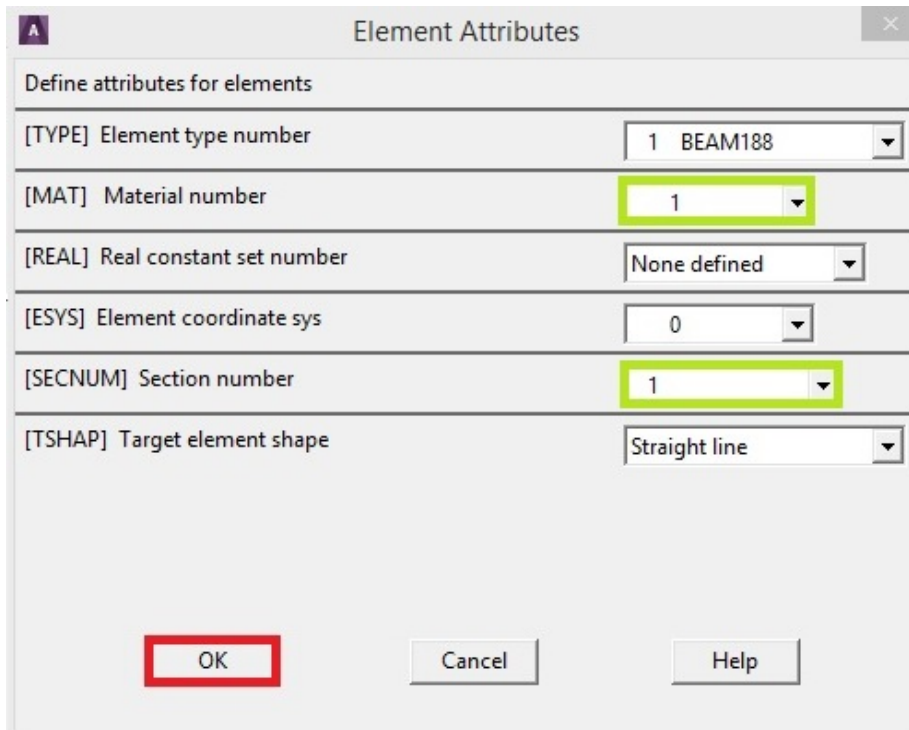 Element Attributes
Define attributes for elements
[TYPE] Element type number 1 BEAM188
[MAT] Material number 1
[REAL] Real constant set number None defined
[ESYS] Element coordinate sys 0
[SECNUM] Section number 1
[TSHAP] Target element shape Straight line
OK Cancel Help